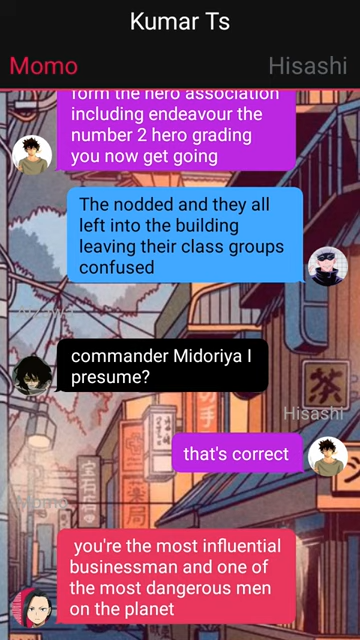 Kumar Ts
Momo
Hisashi
form the hero association
including endeavour the
number 2 hero grading
you now get going
The nodded and they all
left into the building
leaving their class groups
confused
commander Midoriya I
presume?
Hisashi
that's correct
Momo
you're the most influential
businessman and one of
the most dangerous men
on the planet